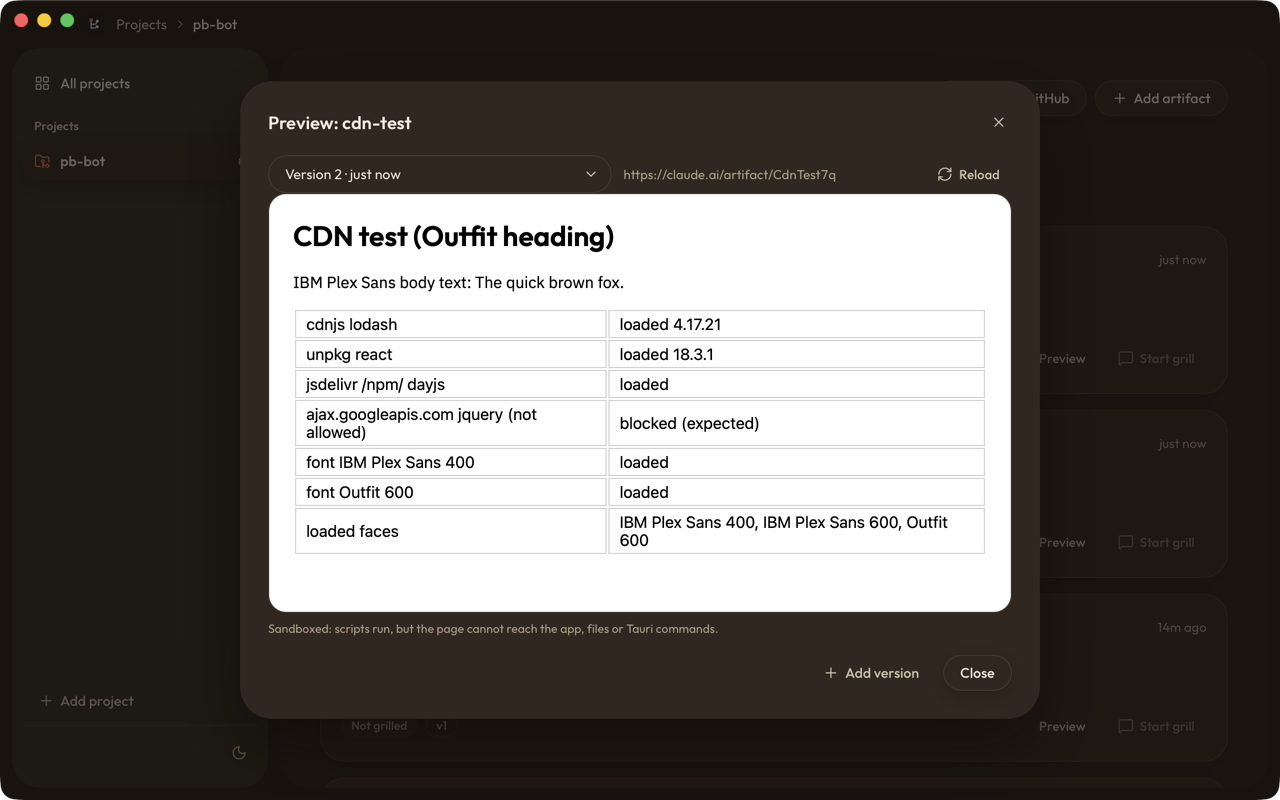 Projects > pb-bot
All projects
Projects
pb-bot
Add project
itHub
+ Add artifact
Preview: cdn-test
Version 2 · just now
https://claude.ai/artifact/CdnTest7q
Reload
CDN test (Outfit heading)
IBM Plex Sans body text: The quick brown fox.
cdnjs lodash loaded 4.17.21
unpkg react loaded 18.3.1
jsdelivr /npm/ dayjs loaded
ajax.googleapis.com jquery (not
allowed)
blocked (expected)
font IBM Plex Sans 400 loaded
font Outfit 600 loaded
loaded faces
IBM Plex Sans 400, IBM Plex Sans 600, Outfit
600
Sandboxed: scripts run, but the page cannot reach the app, files or Tauri commands.
+ Add version
Close
just now
Preview
Start grill
just now
Preview
Start grill
14m ago
Not grilled
v1
Preview
Start grill